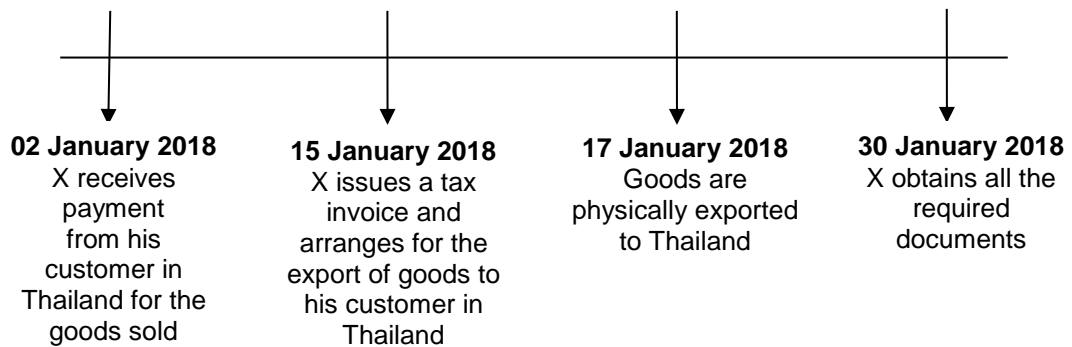 02 January 2018
X receives
payment
from his
customer in
Thailand for the
goods sold
15 January 2018
X issues a tax
invoice and
arranges for the
export of goods to
his customer in
Thailand
17 January 2018
Goods are
physically exported
to Thailand
30 January 2018
X obtains all the
required
documents